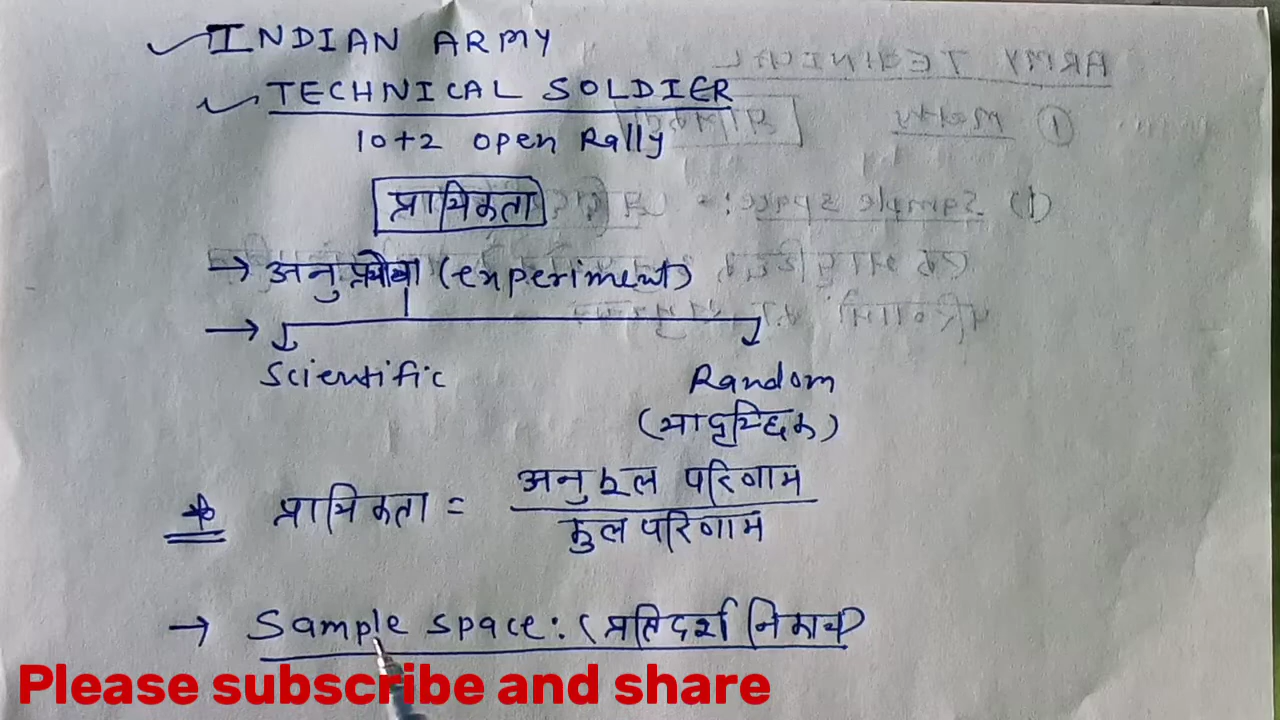 INDIAN ARMY
TECHNICAL SOLDIER
10+2 open Rally
प्रायिकता
→ अनुप्रयोग (experiment)
→
Scientific Random
(यादृच्छिक)
* प्रायिकता = अनुकूल परिणाम
कुल परिणाम
→ Sample space: (प्रतिदर्श निकाय)
Please subscribe and share